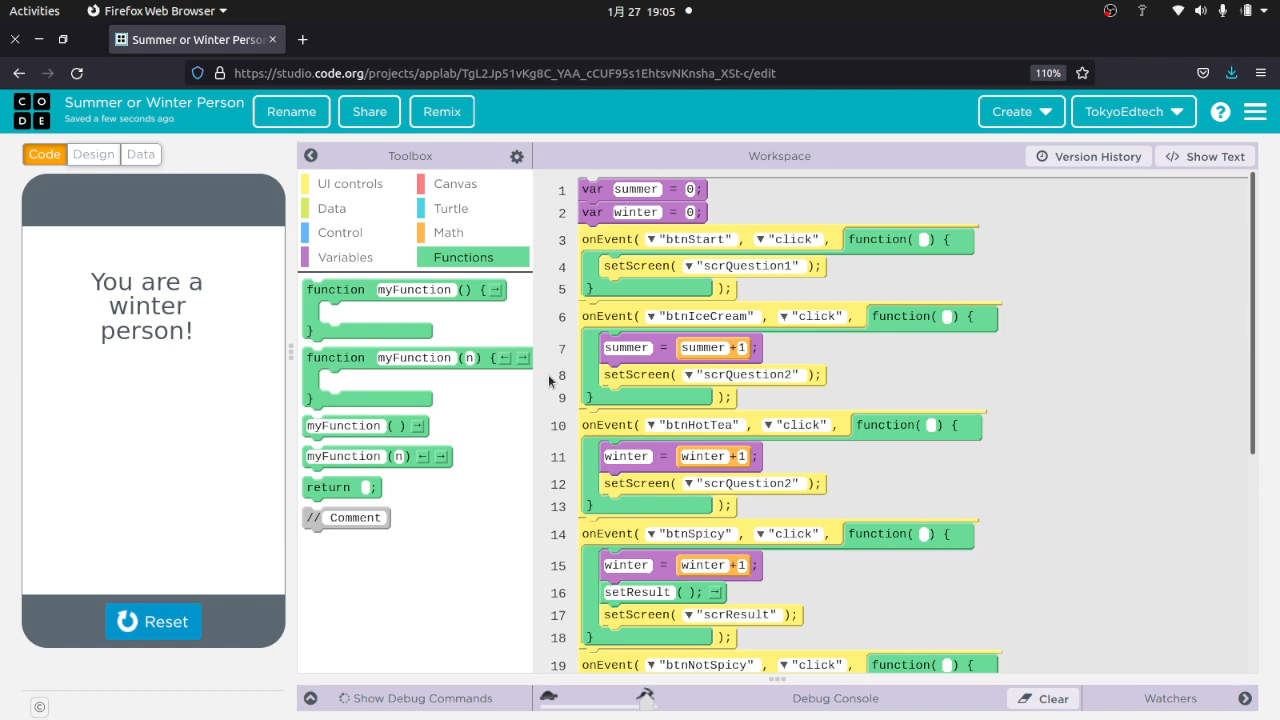 Activities Firefox Web Browser 1月 27 19:05
Summer or Winter Perso
https://studio.code.org/projects/applab/TgL2Jp51vKg8C_YAA_cCUF95s1EhtsvNKnsha_XSt-c/edit 110%
C O D E
Summer or Winter Person
Saved a few seconds ago
Rename Share Remix Create TokyoEdtech ?
Code Design Data
Toolbox Workspace Version History </> Show Text
UI controls Canvas
Data Turtle
Control Math
Variables Functions
function myFunction () {
}
function myFunction (n) {
}
myFunction ( )
myFunction (n)
return ;
// Comment
You are a
winter
person!
Reset
©
1 var summer = 0;
2 var winter = 0;
3 onEvent( "btnStart", "click", function( ) {
4 setScreen( "scrQuestion1" );
5 } );
6 onEvent( "btnIceCream", "click", function( ) {
7 summer = summer +1 ;
8 setScreen( "scrQuestion2" );
9 } );
10 onEvent( "btnHotTea", "click", function( ) {
11 winter = winter +1 ;
12 setScreen( "scrQuestion2" );
13 } );
14 onEvent( "btnSpicy", "click", function( ) {
15 winter = winter +1 ;
16 setResult ( );
17 setScreen( "scrResult" );
18 } );
19 onEvent( "btnNotSpicy", "click", function( ) {
Show Debug Commands Debug Console Clear Watchers